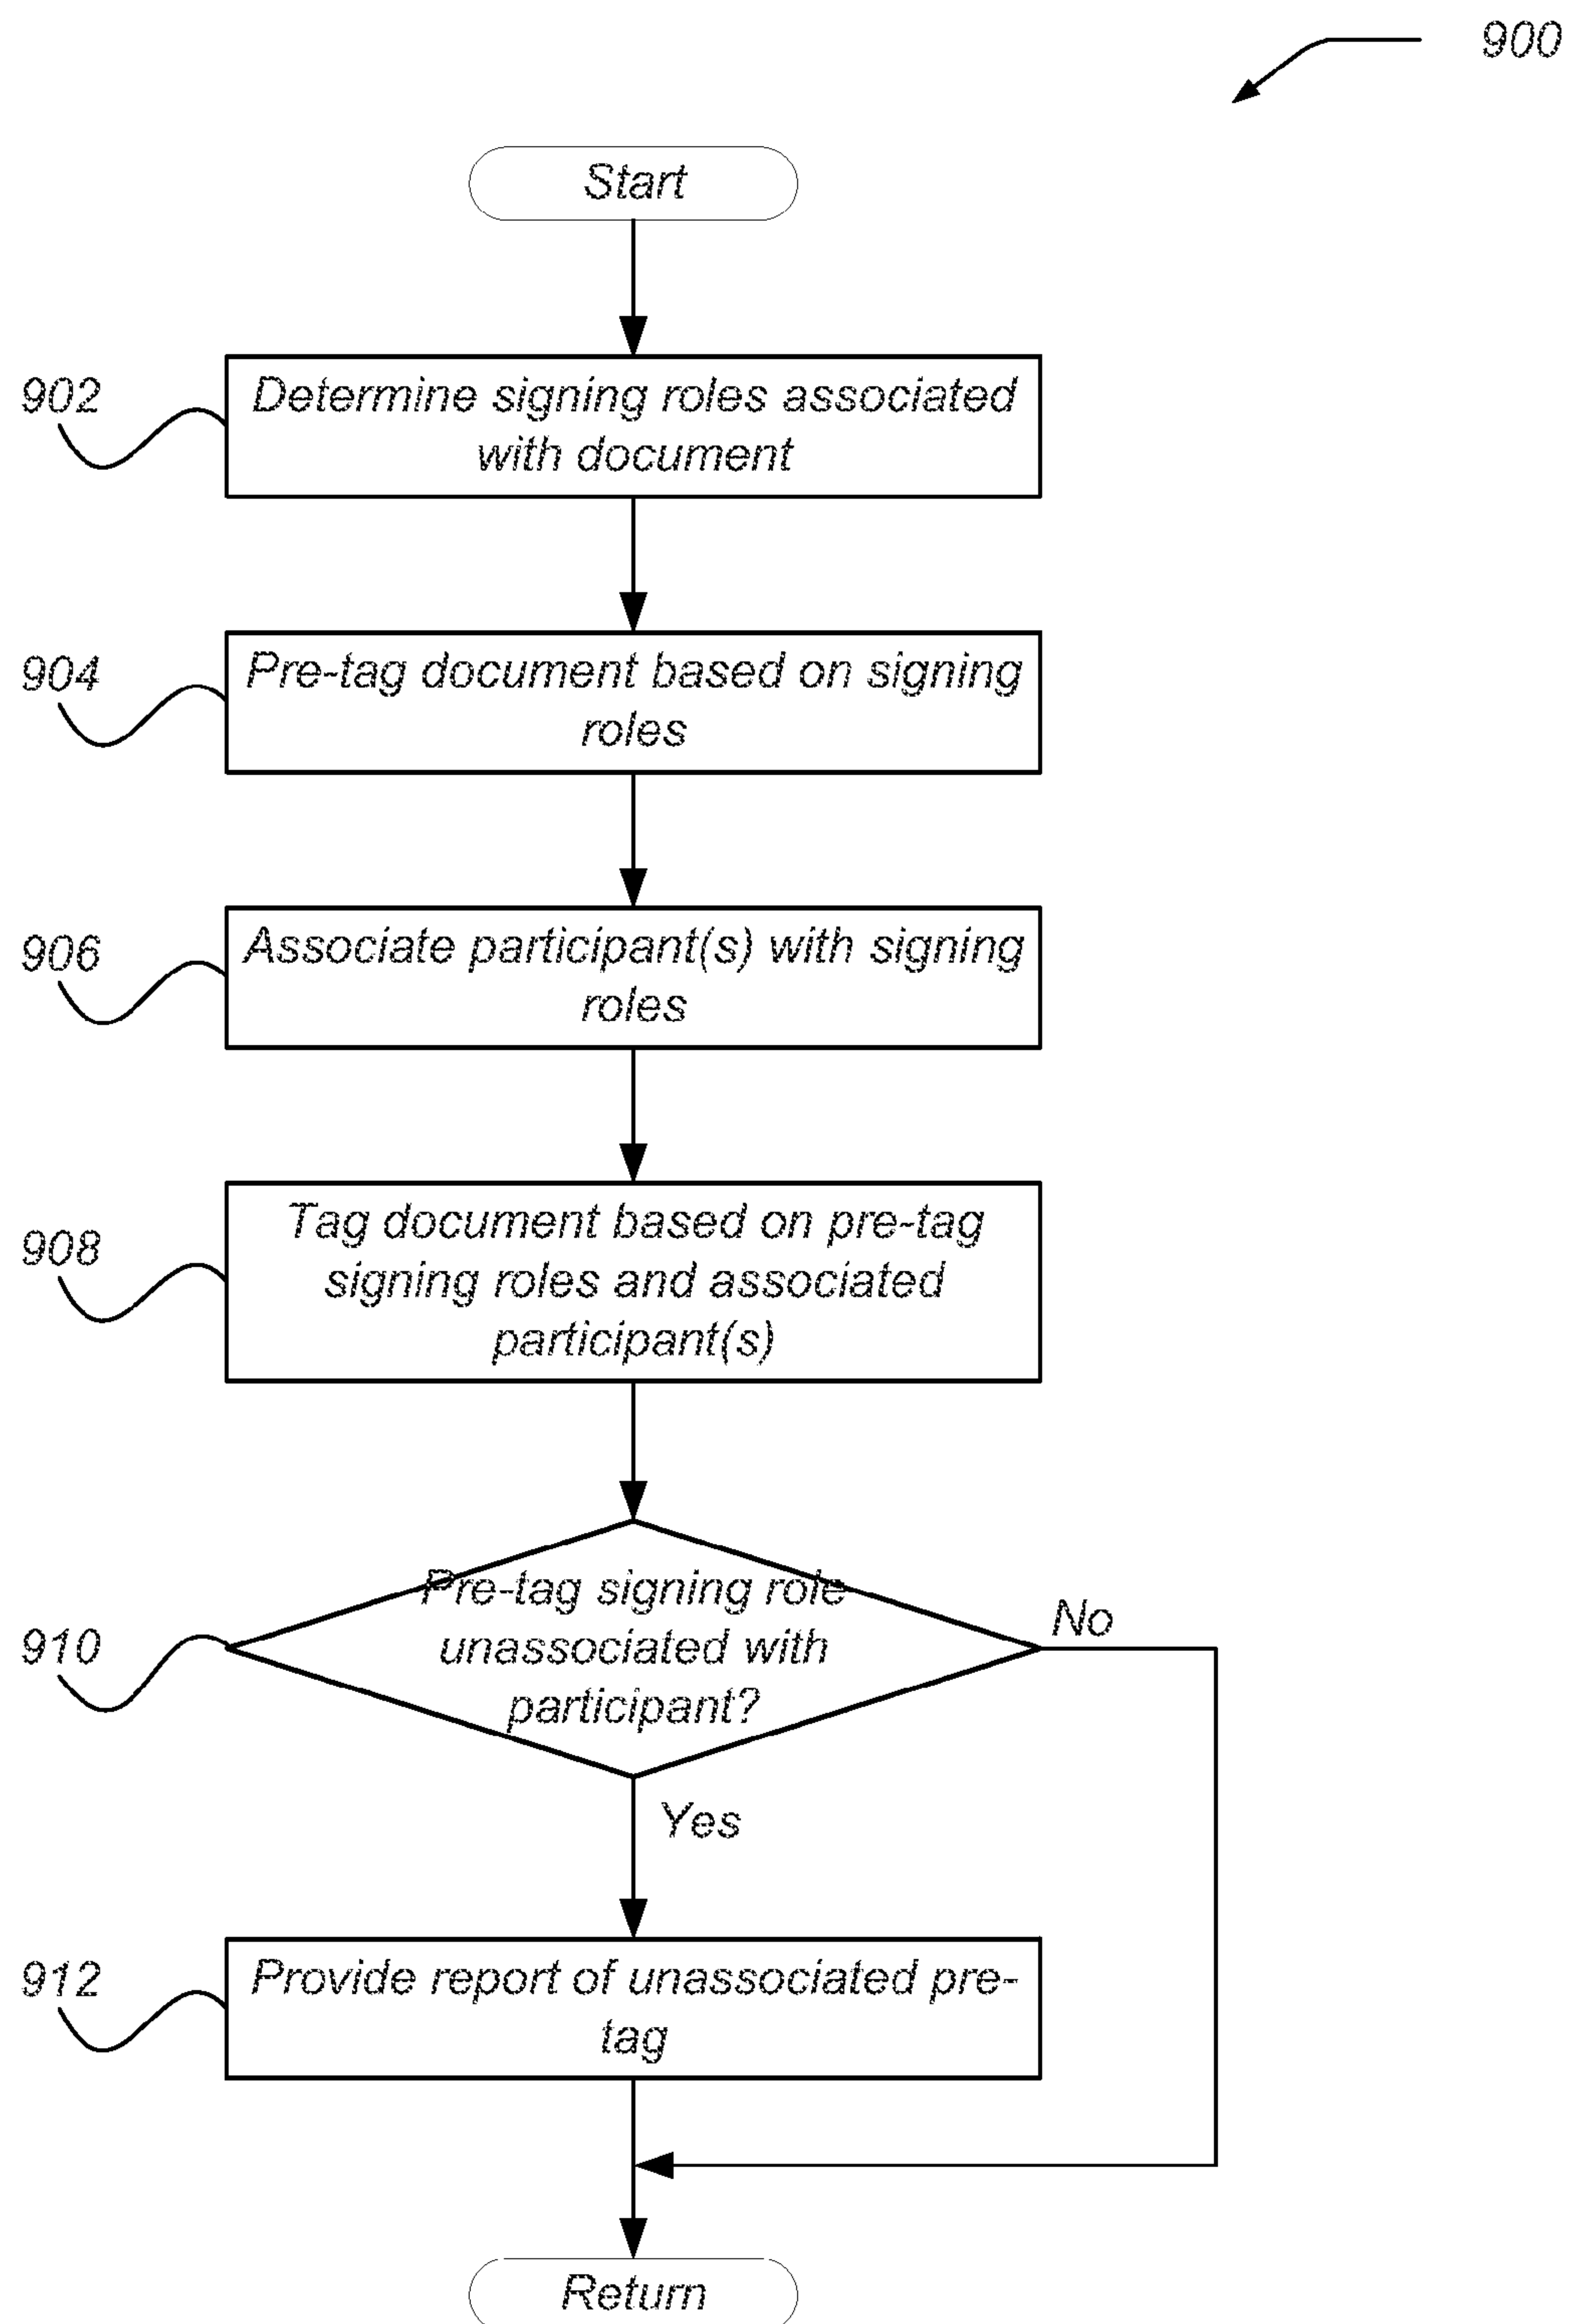 900
Start
902
Determine signing roles associated
with document
904
Pre-tag document based on signing
roles
906
Associate participant(s) with signing
roles
908
Tag document based on pre-tag
signing roles and associated
participant(s)
910
Pre-tag signing role
unassociated with
participant?
No
Yes
912
Provide report of unassociated pre-
tag
Return